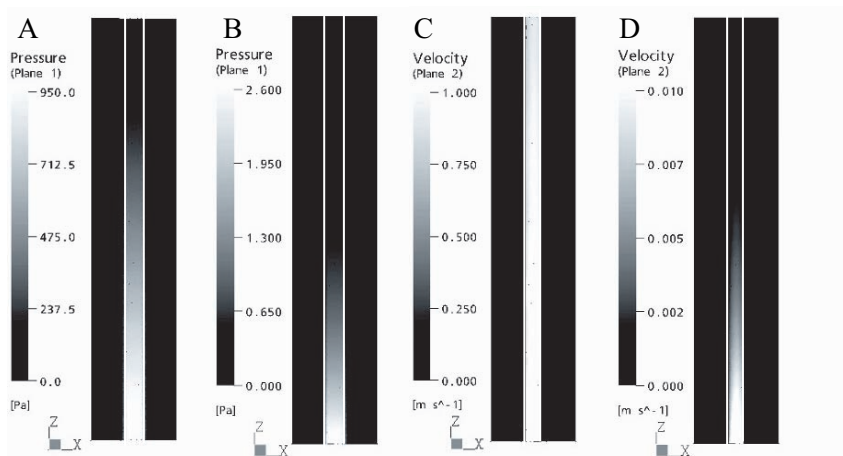 A
Pressure
(Plane 1)
950.0
712.5
475.0
237.5
0.0
[Pa]
Z
X
B
Pressure
(Plane 1)
2.600
1.950
1.300
0.650
0.000
[Pa]
Z
X
C
Velocity
(Plane 2)
1.000
0.750
0.500
0.250
0.000
[m s^-1]
Z
X
D
Velocity
(Plane 2)
0.010
0.007
0.005
0.002
0.000
[m s^-1]
Z
X